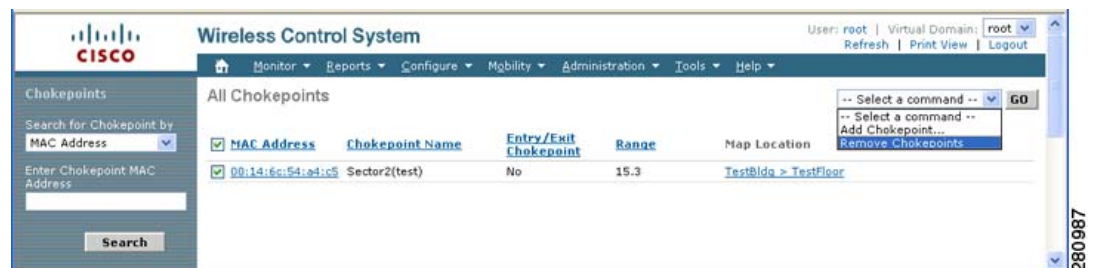 CISCO
Wireless Control System
User: root | Virtual Domain: root
Refresh | Print View | Logout
Monitor Reports Configure Mobility Administration Tools Help
Chokepoints
Search for Chokepoint by
MAC Address
Enter Chokepoint MAC
Address
Search
All Chokepoints
-- Select a command -- GO
-- Select a command --
Add Chokepoint...
Remove Chokepoints
MAC Address Chokepoint Name Entry/Exit Chokepoint Range Map Location
00:14:6c:54:a4:c5 Sector2(test) No 15.3 TestBldg > TestFloor
280987